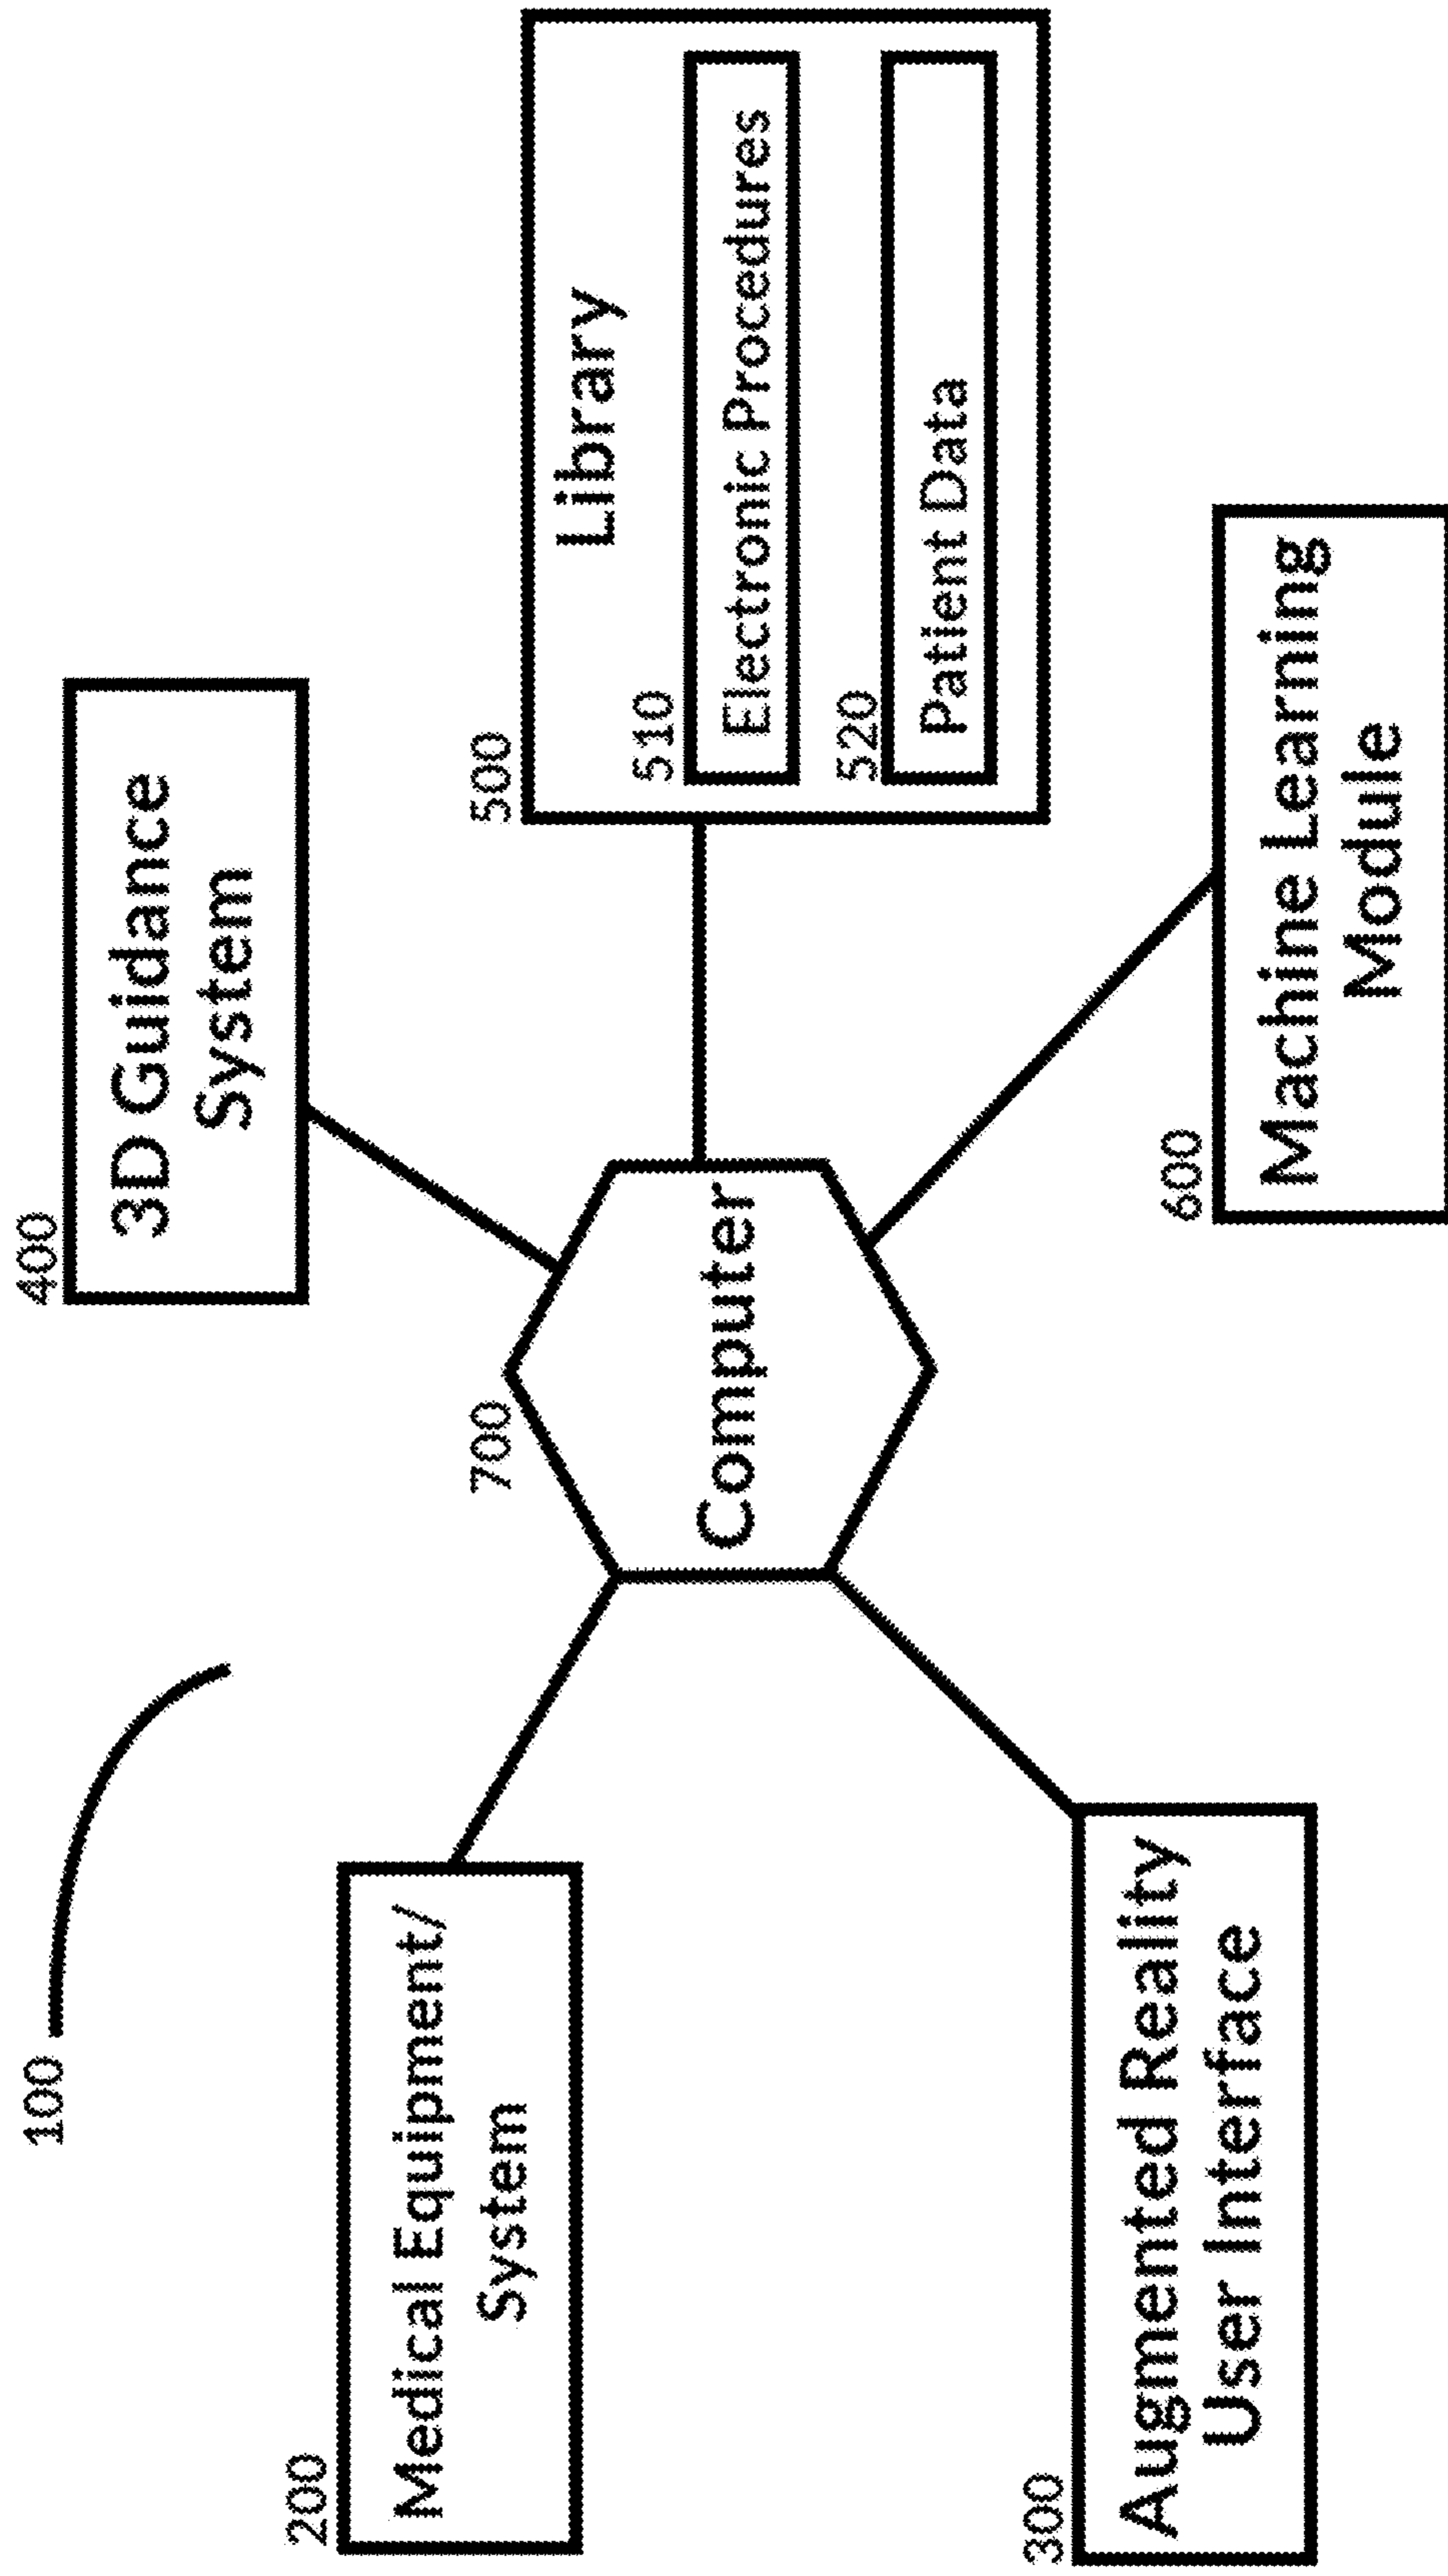 100
400
3D Guidance
System
200
Medical Equipment/
System
700
Computer
500
Library
510
Electronic Procedures
520
Patient Data
300
Augmented Reality
User Interface
600
Machine Learning
Module